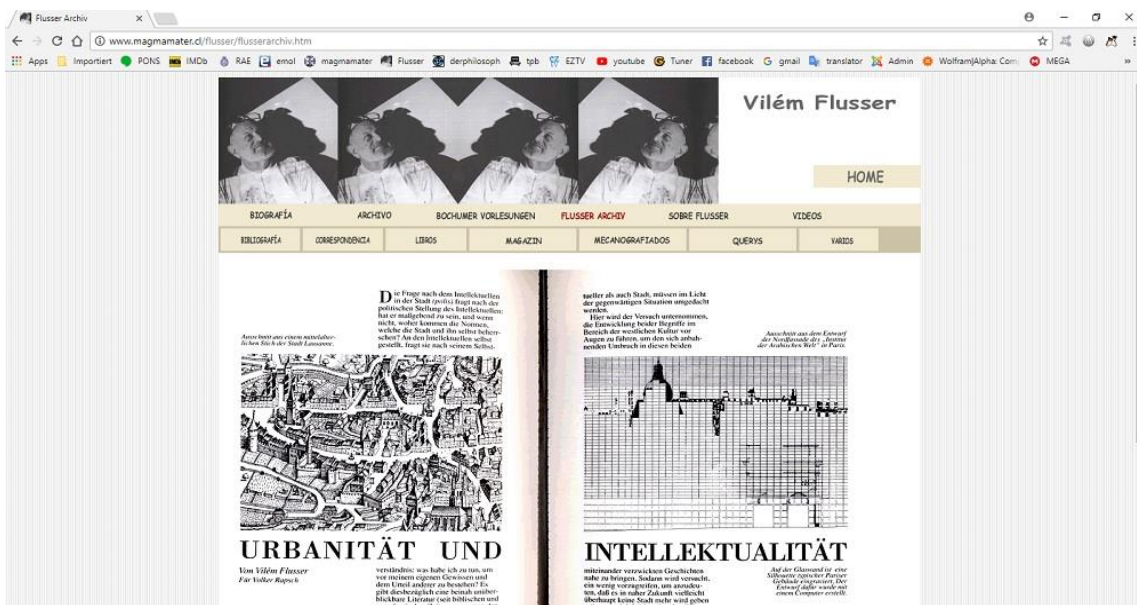 Flusser Archiv
www.magmamater.cl/flusser/flusserarchiv.htm
Apps Importiert PONS IMDb RAE emol magmamater Flusser derphilosoph tpb EZTV youtube Tuner facebook gmail translator Admin Wolfram|Alpha: Com MEGA »
Vilém Flusser
HOME
BIOGRAFÍA ARCHIVO BOCHUMER VORLESUNGEN FLUSSER ARCHIV SOBRE FLUSSER VIDEOS
BIBLIOGRAFÍA CORRESPONDENCIA LIBROS MAGAZIN MECANOGRAFIADOS QUERYS VARIOS
Ausschnitt aus einem mittelalter-
lichen Stich der Stadt Lausanne.
Die Frage nach dem Intellektuellen
in der Stadt (polis) fragt nach der
politischen Stellung des Intellektuellen:
hat er maßgebend zu sein, und wenn
nicht, woher kommen die Normen,
welche die Stadt und ihn selbst beherr-
schen? An den Intellektuellen selbst
gestellt, fragt sie nach seinem Selbst-
URBANITÄT UND
Von Vilém Flusser
Für Volker Rapsch
verständnis: was habe ich zu tun, um
vor meinem eigenen Gewissen und
dem Urteil anderer zu bestehen? Es
gibt diesbezüglich eine beinah unüber-
blickbare Literatur (seit biblischen und
tueller als auch Stadt, müssen im Licht
der gegenwärtigen Situation umgedacht
werden.
Hier wird der Versuch unternommen,
die Entwicklung beider Begriffe im
Bereich der westlichen Kultur vor
Augen zu führen, um den sich anbah-
nenden Umbruch in diesen beiden
Ausschnitt aus dem Entwurf
der Nordfassade des „Institut
der Arabischen Welt" in Paris.
INTELLEKTUALITÄT
miteinander verzwickten Geschichten
nahe zu bringen. Sodann wird versucht,
ein wenig vorzugreifen, um anzudeu-
ten, daß es in naher Zukunft vielleicht
überhaupt keine Stadt mehr wird geben
Auf der Glaswand ist eine
Silhouette typischer Pariser
Gebäude eingraviert. Der
Entwurf dafür wurde mit
einem Computer erstellt.